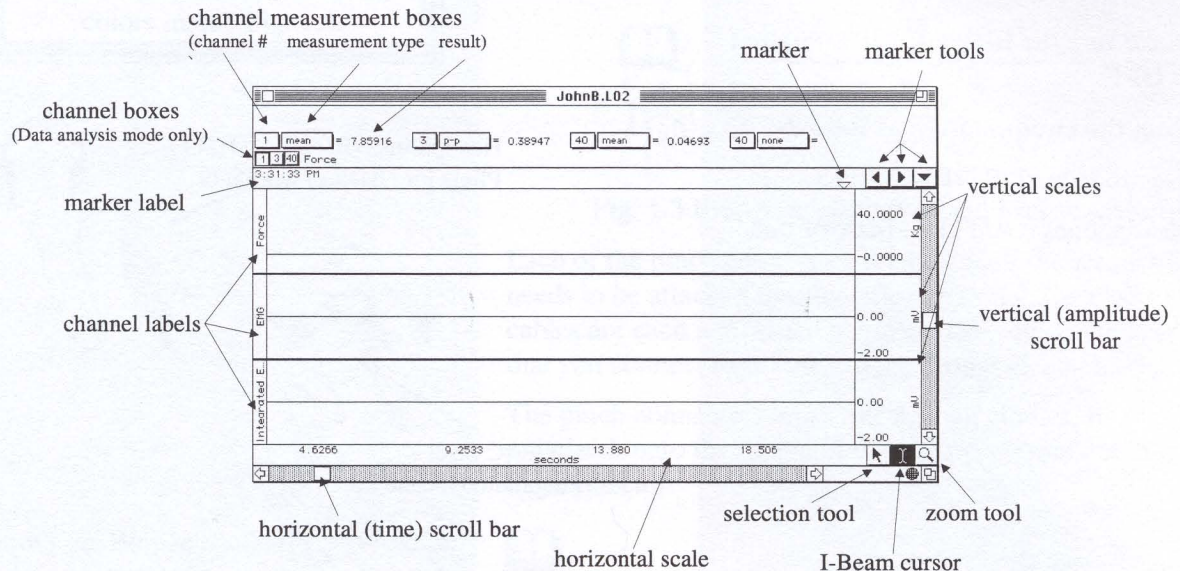 channel measurement boxes
(channel # measurement type result)
marker
marker tools
channel boxes
(Data analysis mode only)
JohnB.L02
1 mean = 7.85916 3 p-p = 0.38947 40 mean = 0.04693 40 none =
1 3 40 Force
3:31:33 PM
marker label
vertical scales
Force
40.0000
Kg
-0.0000
channel labels
EMG
0.00
mV
-2.00
vertical (amplitude)
scroll bar
Integrated E...
0.00
mV
-2.00
4.6266 9.2533 13.880 18.506
seconds
horizontal (time) scroll bar
horizontal scale
selection tool
I-Beam cursor
zoom tool